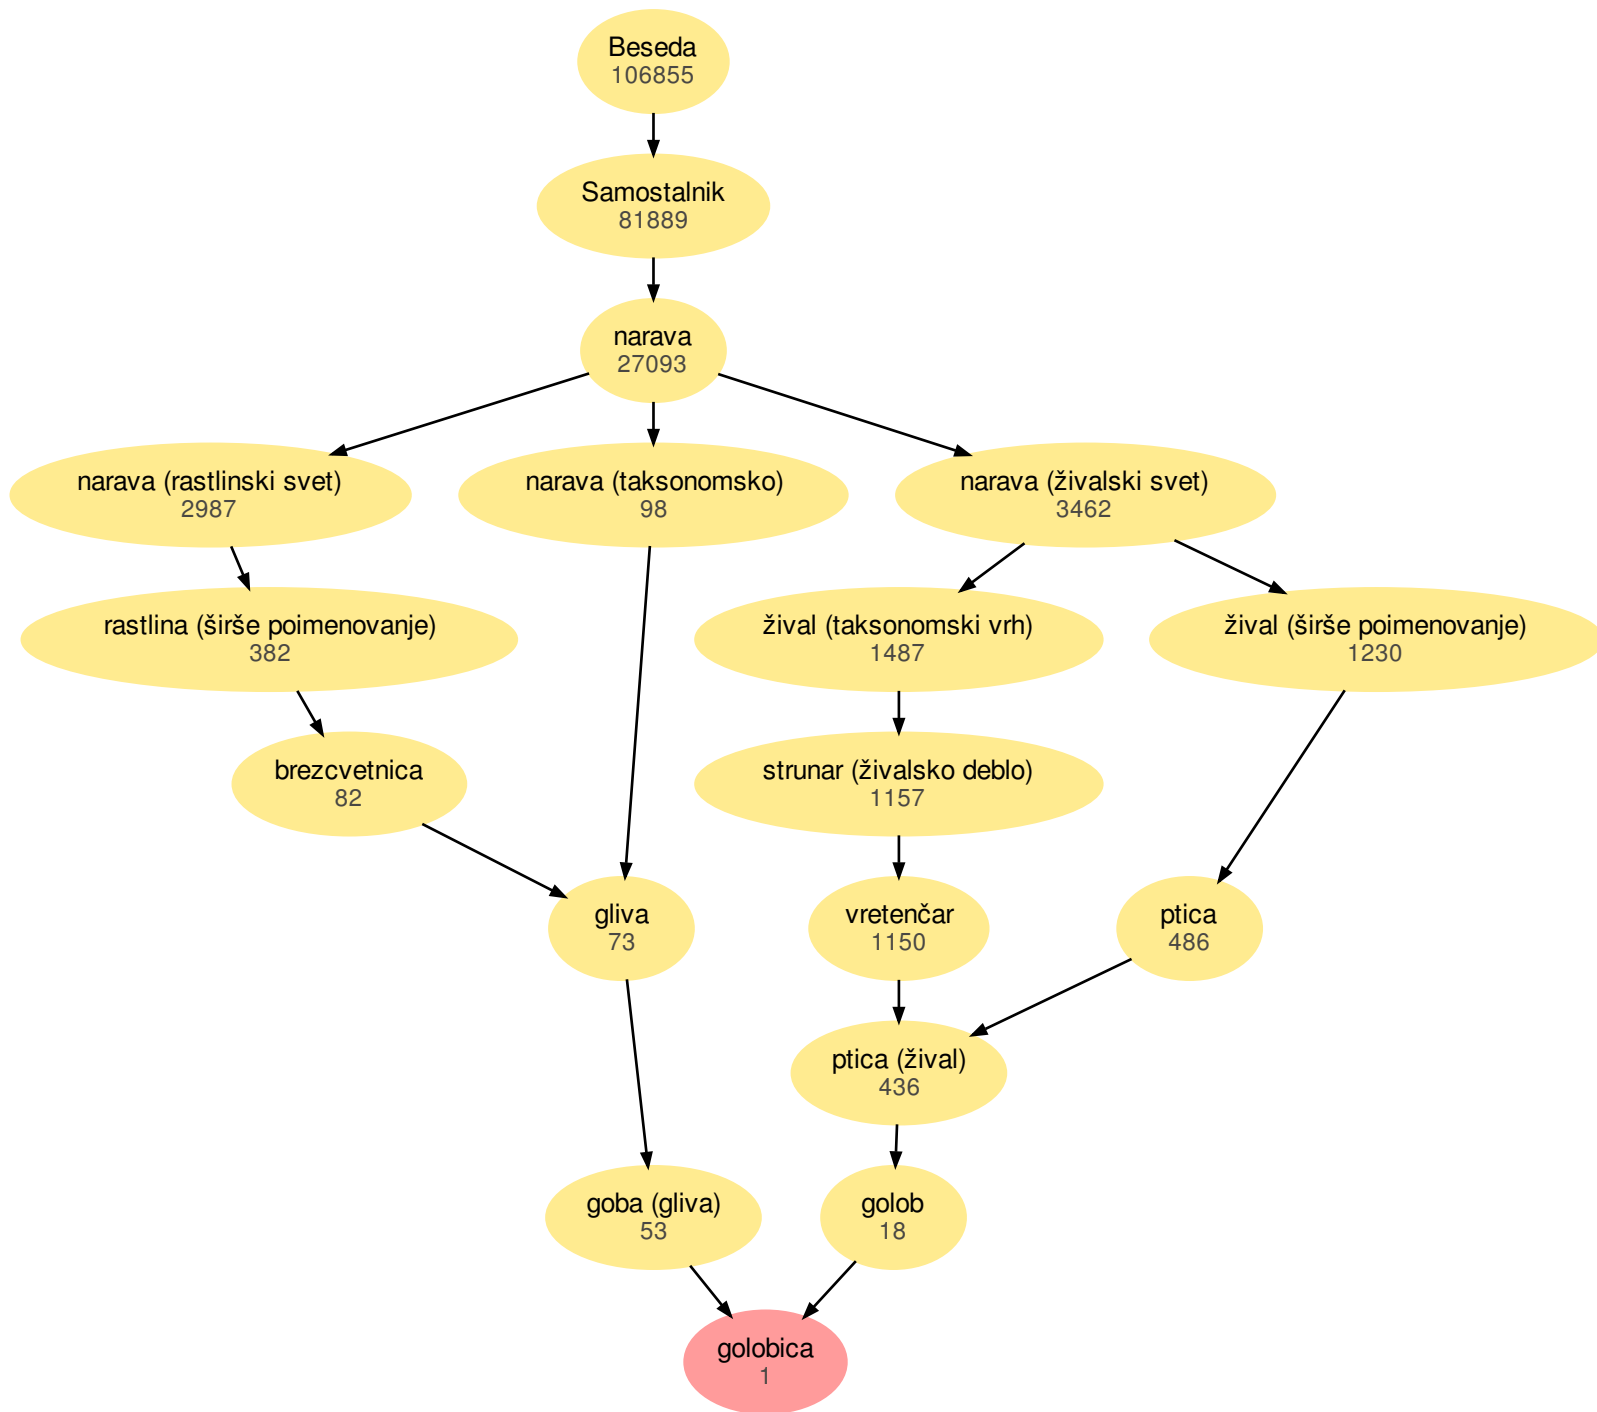 Beseda
106855
Samostalnik
81889
narava
27093
narava (rastlinski svet)
2987
narava (taksonomsko)
98
narava (živalski svet)
3462
rastlina (širše poimenovanje)
382
žival (taksonomski vrh)
1487
žival (širše poimenovanje)
1230
brezcvetnica
82
strunar (živalsko deblo)
1157
gliva
73
vretenčar
1150
ptica
486
ptica (žival)
436
goba (gliva)
53
golob
18
golobica
1